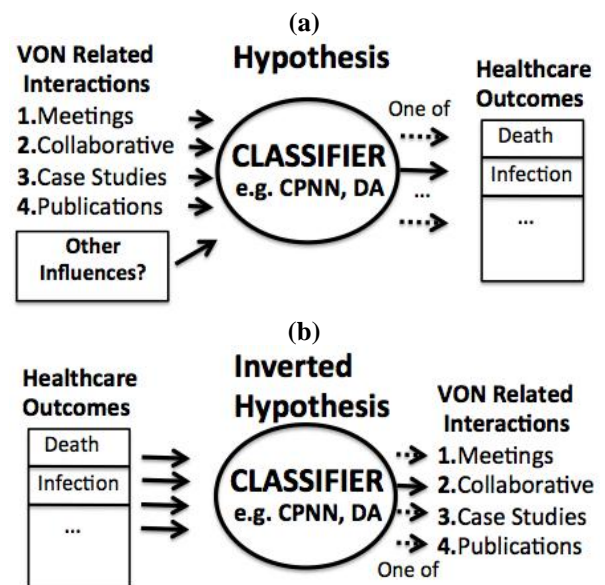 (a)
VON Related
Interactions
1.Meetings
2.Collaborative
3.Case Studies
4.Publications
Other
Influences?
Hypothesis
CLASSIFIER
e.g. CPNN, DA
One of
...
Healthcare
Outcomes
Death
Infection
...
(b)
Healthcare
Outcomes
Death
Infection
...
Inverted
Hypothesis
CLASSIFIER
e.g. CPNN, DA
VON Related
Interactions
1.Meetings
2.Collaborative
3.Case Studies
4.Publications
One of